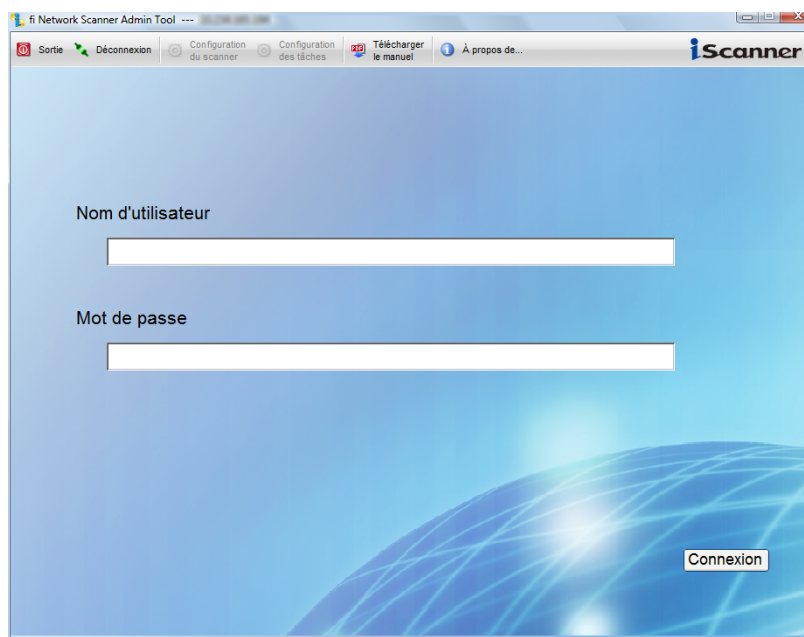 fi Network Scanner Admin Tool ---
Sortie Déconnexion Configuration du scanner Configuration des tâches Télécharger le manuel À propos de... iScanner
Nom d'utilisateur
Mot de passe
Connexion